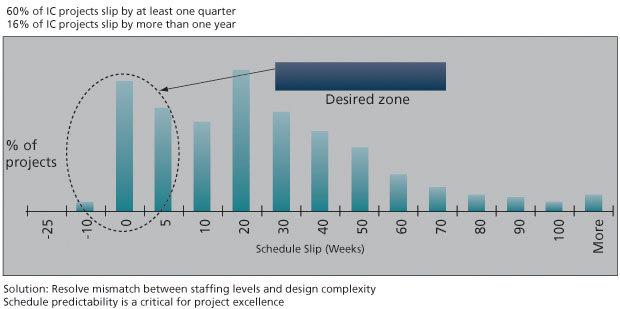 60% of IC projects slip by at least one quarter
16% of IC projects slip by more than one year
Desired zone
% of
projects
-25
-10
0
5
10
20
30
40
50
60
70
80
90
100
More
Schedule Slip (Weeks)
Solution: Resolve mismatch between staffing levels and design complexity
Schedule predictability is a critical for project excellence